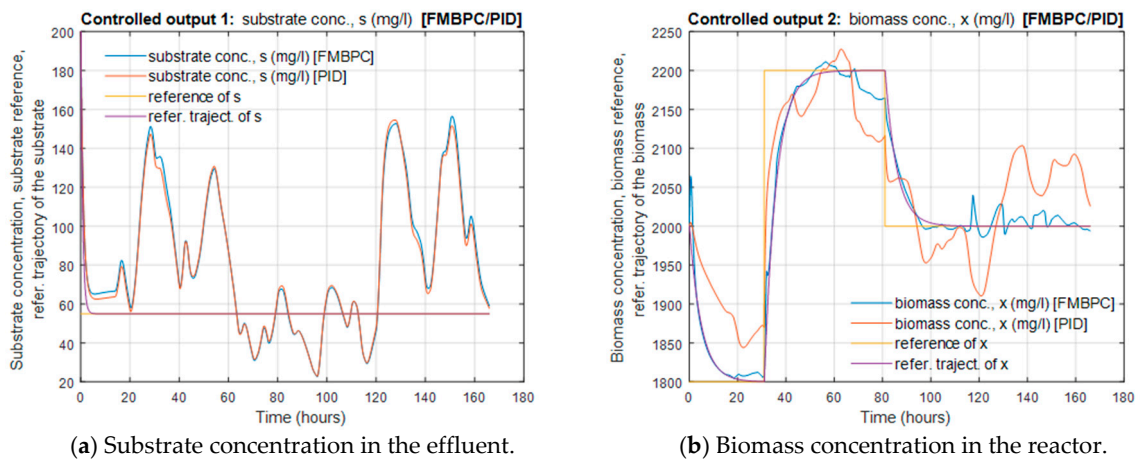 Controlled output 1: substrate conc., s (mg/l) [FMBPC/PID]
Substrate concentration, substrate reference,
refer. trajectory of the substrate
200
180
160
140
120
100
80
60
40
20
substrate conc., s (mg/l) [FMBPC]
substrate conc., s (mg/l) [PID]
reference of s
refer. traject. of s
0 20 40 60 80 100 120 140 160 180
Time (hours)
(a) Substrate concentration in the effluent.
Controlled output 2: biomass conc., x (mg/l) [FMBPC/PID]
Biomass concentration, biomass reference,
refer. trajectory of the biomass
2250
2200
2150
2100
2050
2000
1950
1900
1850
1800
biomass conc., x (mg/l) [FMBPC]
biomass conc., x (mg/l) [PID]
reference of x
refer. traject. of x
0 20 40 60 80 100 120 140 160 180
Time (hours)
(b) Biomass concentration in the reactor.